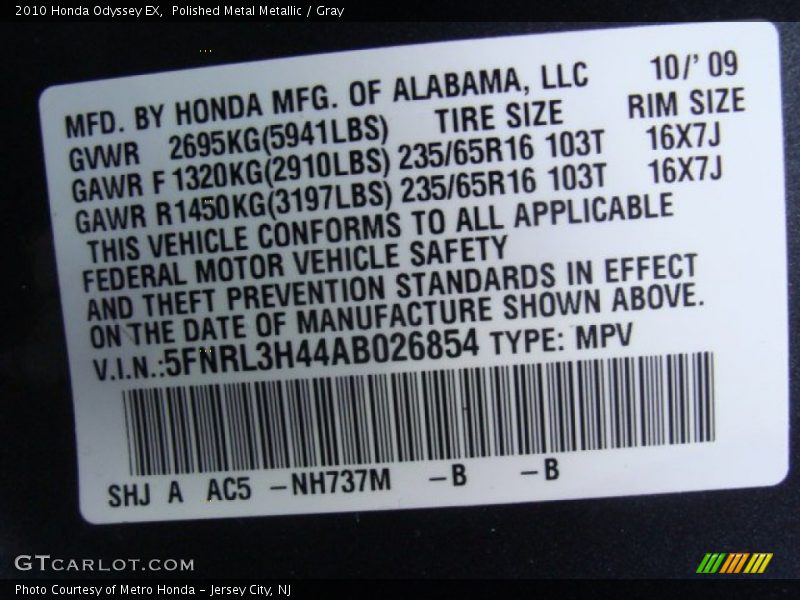 2010 Honda Odyssey EX,  Polished Metal Metallic / Gray
MFD. BY HONDA MFG. OF ALABAMA, LLC 10/' 09
GVWR 2695KG(5941LBS) TIRE SIZE RIM SIZE
GAWR F 1320KG(2910LBS) 235/65R16 103T 16X7J
GAWR R1450KG(3197LBS) 235/65R16 103T 16X7J
THIS VEHICLE CONFORMS TO ALL APPLICABLE
FEDERAL MOTOR VEHICLE SAFETY
AND THEFT PREVENTION STANDARDS IN EFFECT
ON THE DATE OF MANUFACTURE SHOWN ABOVE.
V.I.N.:5FNRL3H44AB026854 TYPE: MPV
SHJ A AC5 -NH737M -B -B
GTCARLOT.COM
Photo Courtesy of Metro Honda - Jersey City, NJ